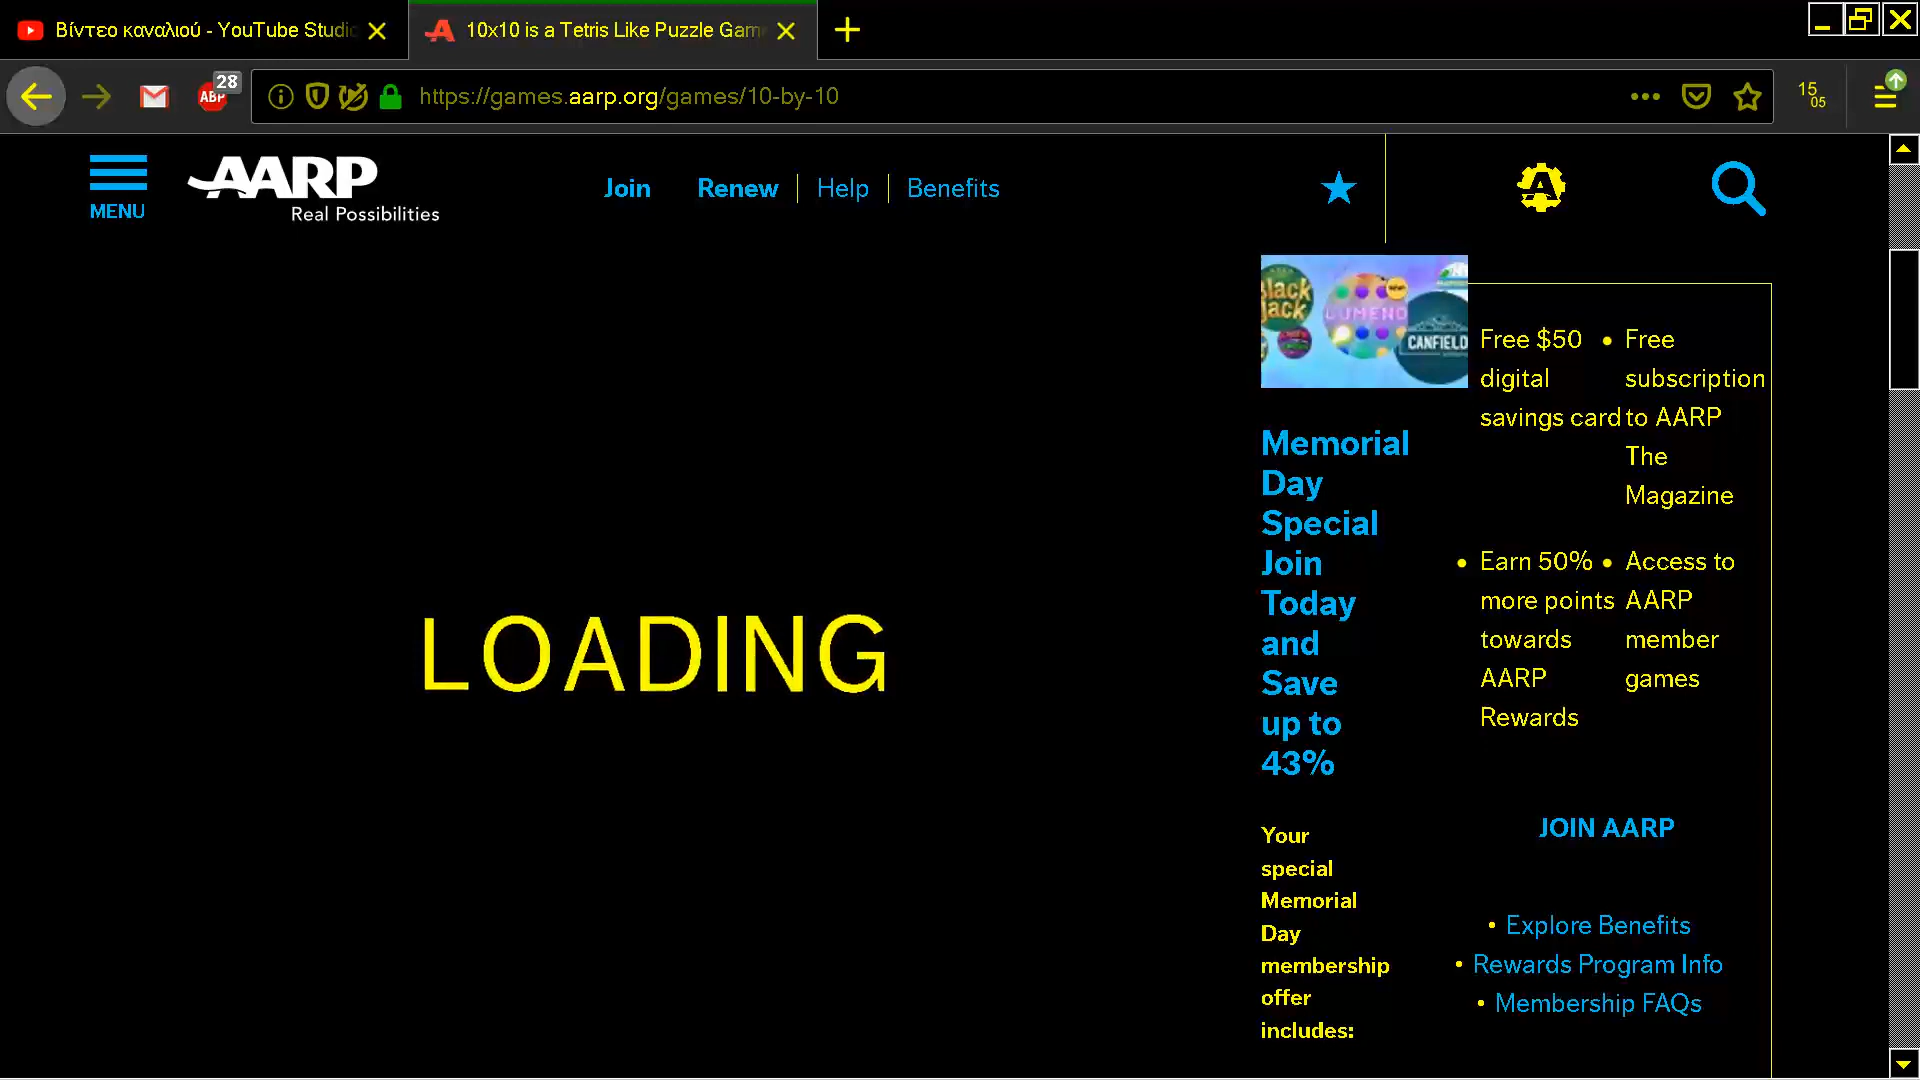 Βίντεο καναλιού - YouTube Studio
10x10 is a Tetris Like Puzzle Gam
28
ABP
https://games.aarp.org/games/10-by-10
15
05
MENU
AARP
Real Possibilities
Join
Renew
Help
Benefits
A
Black
Jack
LUMENO
CANFIELD
Memorial
Day
Special
Join
Today
and
Save
up to
43%
Your
special
Memorial
Day
membership
offer
includes:
Free $50
digital
savings card
Free
subscription
to AARP
The
Magazine
Earn 50%
more points
towards
AARP
Rewards
Access to
AARP
member
games
JOIN AARP
Explore Benefits
Rewards Program Info
Membership FAQs
LOADING